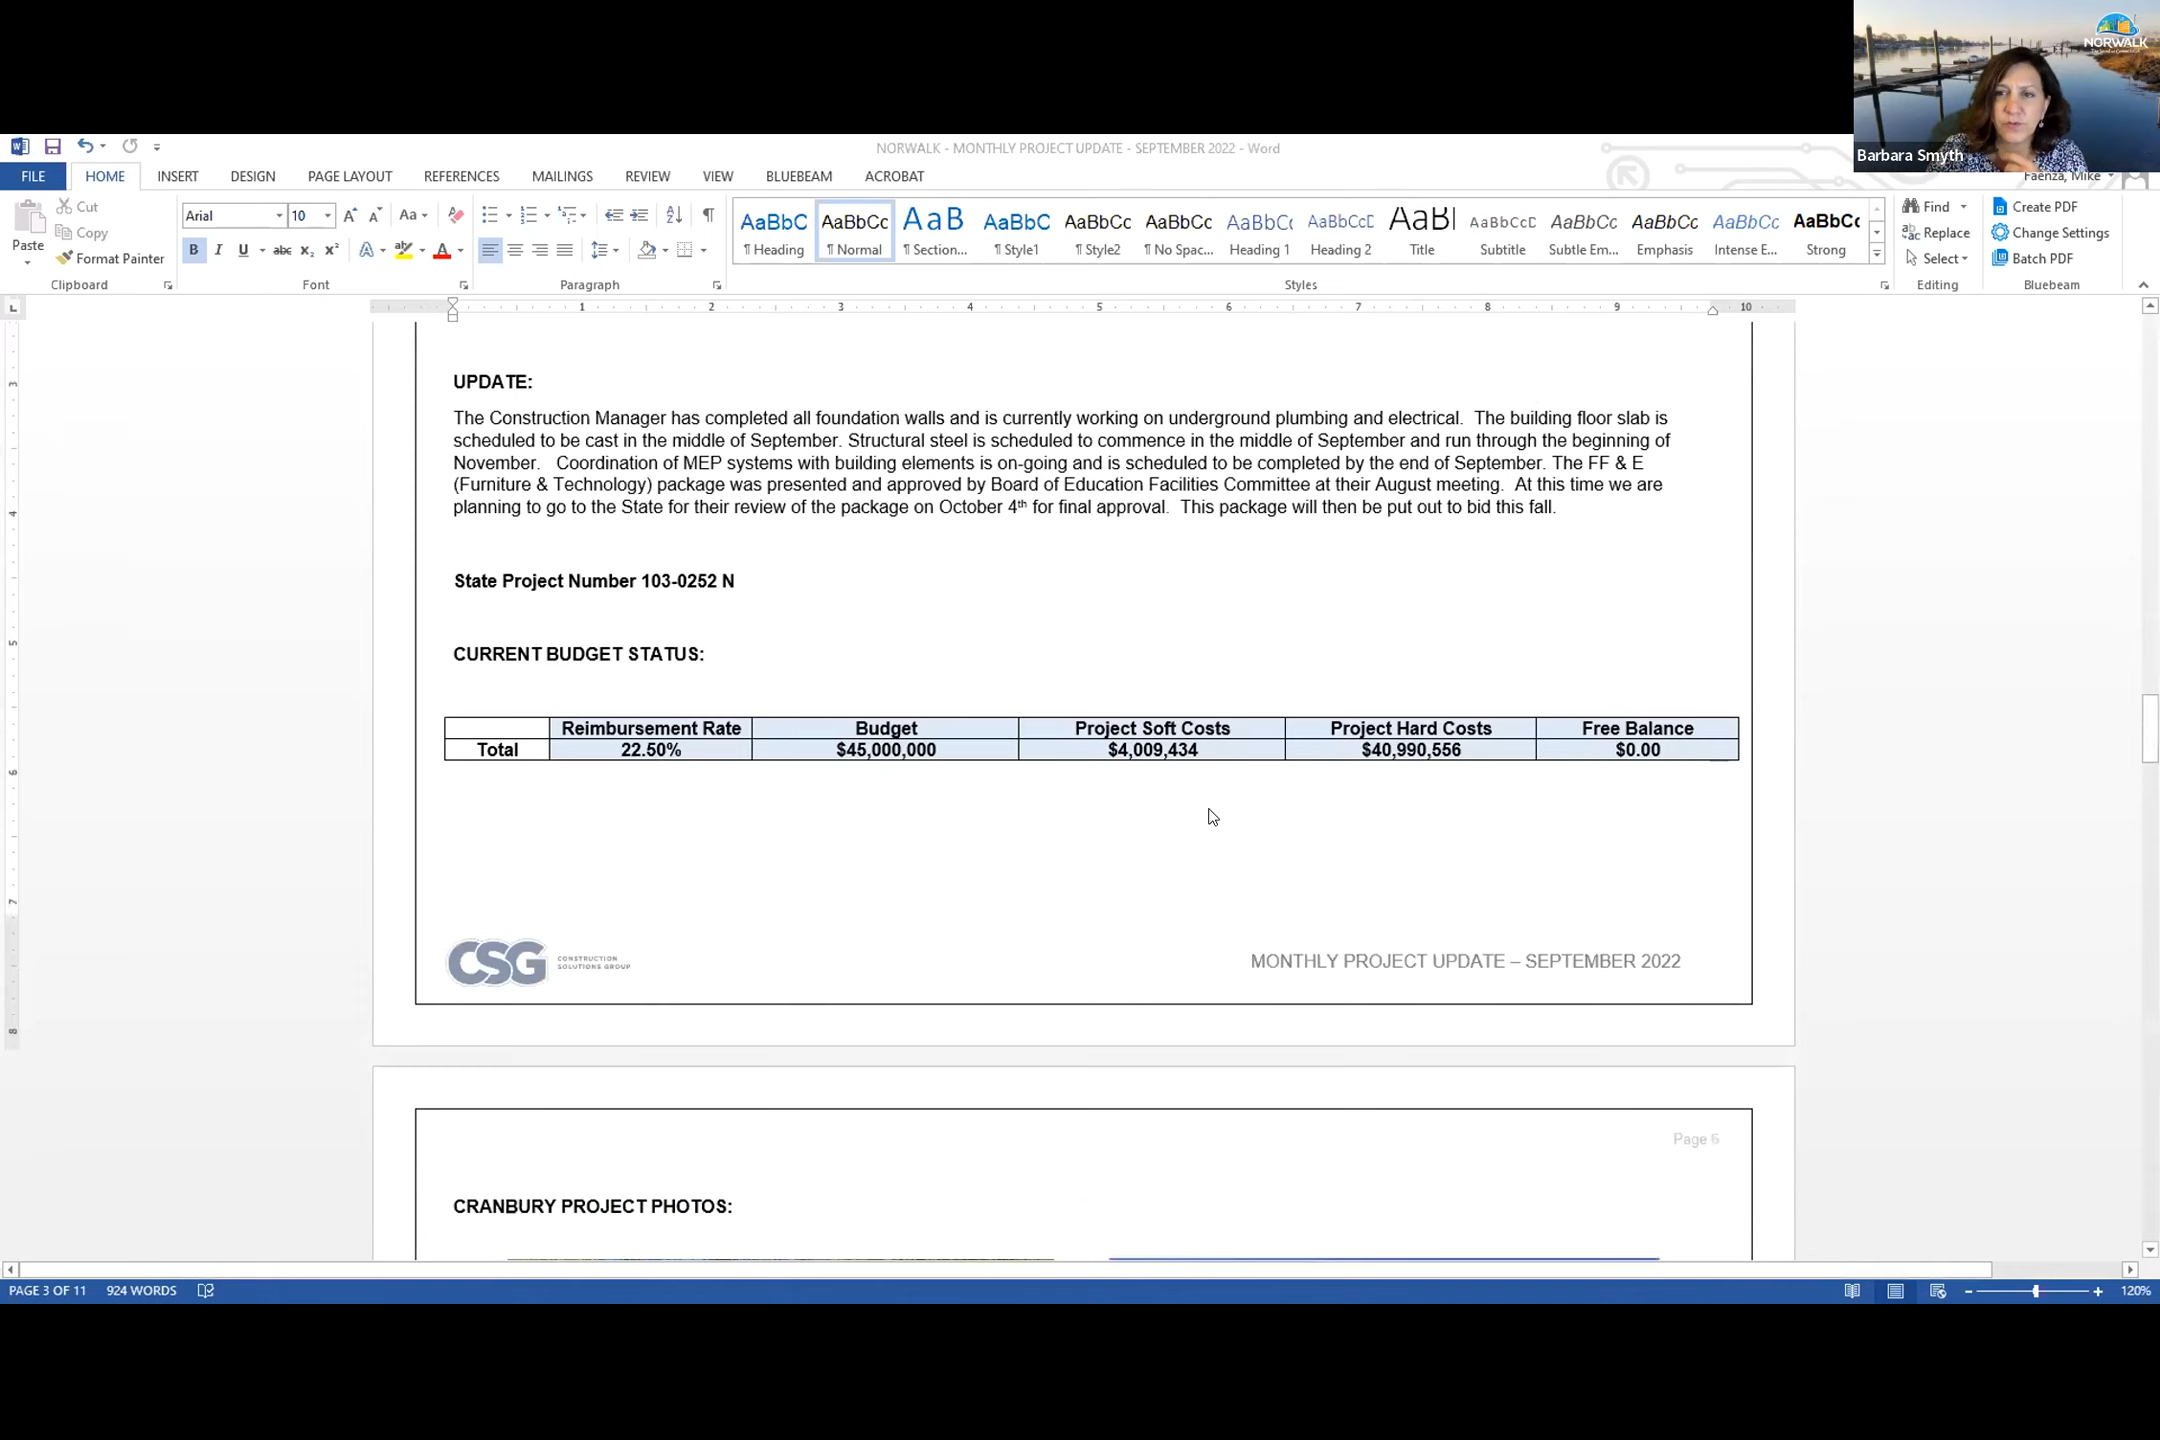 NORWALK
Barbara Smyth
NORWALK - MONTHLY PROJECT UPDATE - SEPTEMBER 2022 - Word
Faenza, Mike
FILE HOME INSERT DESIGN PAGE LAYOUT REFERENCES MAILINGS REVIEW VIEW BLUEBEAM ACROBAT
Paste
Cut
Copy
Format Painter
Clipboard
Arial 10
Font
Paragraph
AaBbC AaBbCc AaB AaBbC AaBbCc AaBbCc AaBbC AaBbCcD AaBl AaBbCcD AaBbCc AaBbCc AaBbCc AaBbCc
¶ Heading ¶ Normal ¶ Section... ¶ Style1 ¶ Style2 ¶ No Spac... Heading 1 Heading 2 Title Subtitle Subtle Em... Emphasis Intense E... Strong
Styles
Find
Replace
Select
Editing
Create PDF
Change Settings
Batch PDF
Bluebeam
1 2 3 4 5 6 7 8 9 10
UPDATE:
The Construction Manager has completed all foundation walls and is currently working on underground plumbing and electrical. The building floor slab is
scheduled to be cast in the middle of September. Structural steel is scheduled to commence in the middle of September and run through the beginning of
November. Coordination of MEP systems with building elements is on-going and is scheduled to be completed by the end of September. The FF & E
(Furniture & Technology) package was presented and approved by Board of Education Facilities Committee at their August meeting. At this time we are
planning to go to the State for their review of the package on October 4th for final approval. This package will then be put out to bid this fall.
State Project Number 103-0252 N
CURRENT BUDGET STATUS:
Reimbursement Rate Budget Project Soft Costs Project Hard Costs Free Balance
Total 22.50% $45,000,000 $4,009,434 $40,990,556 $0.00
CSG CONSTRUCTION
SOLUTIONS GROUP
MONTHLY PROJECT UPDATE – SEPTEMBER 2022
Page 6
CRANBURY PROJECT PHOTOS:
PAGE 3 OF 11 924 WORDS 120%